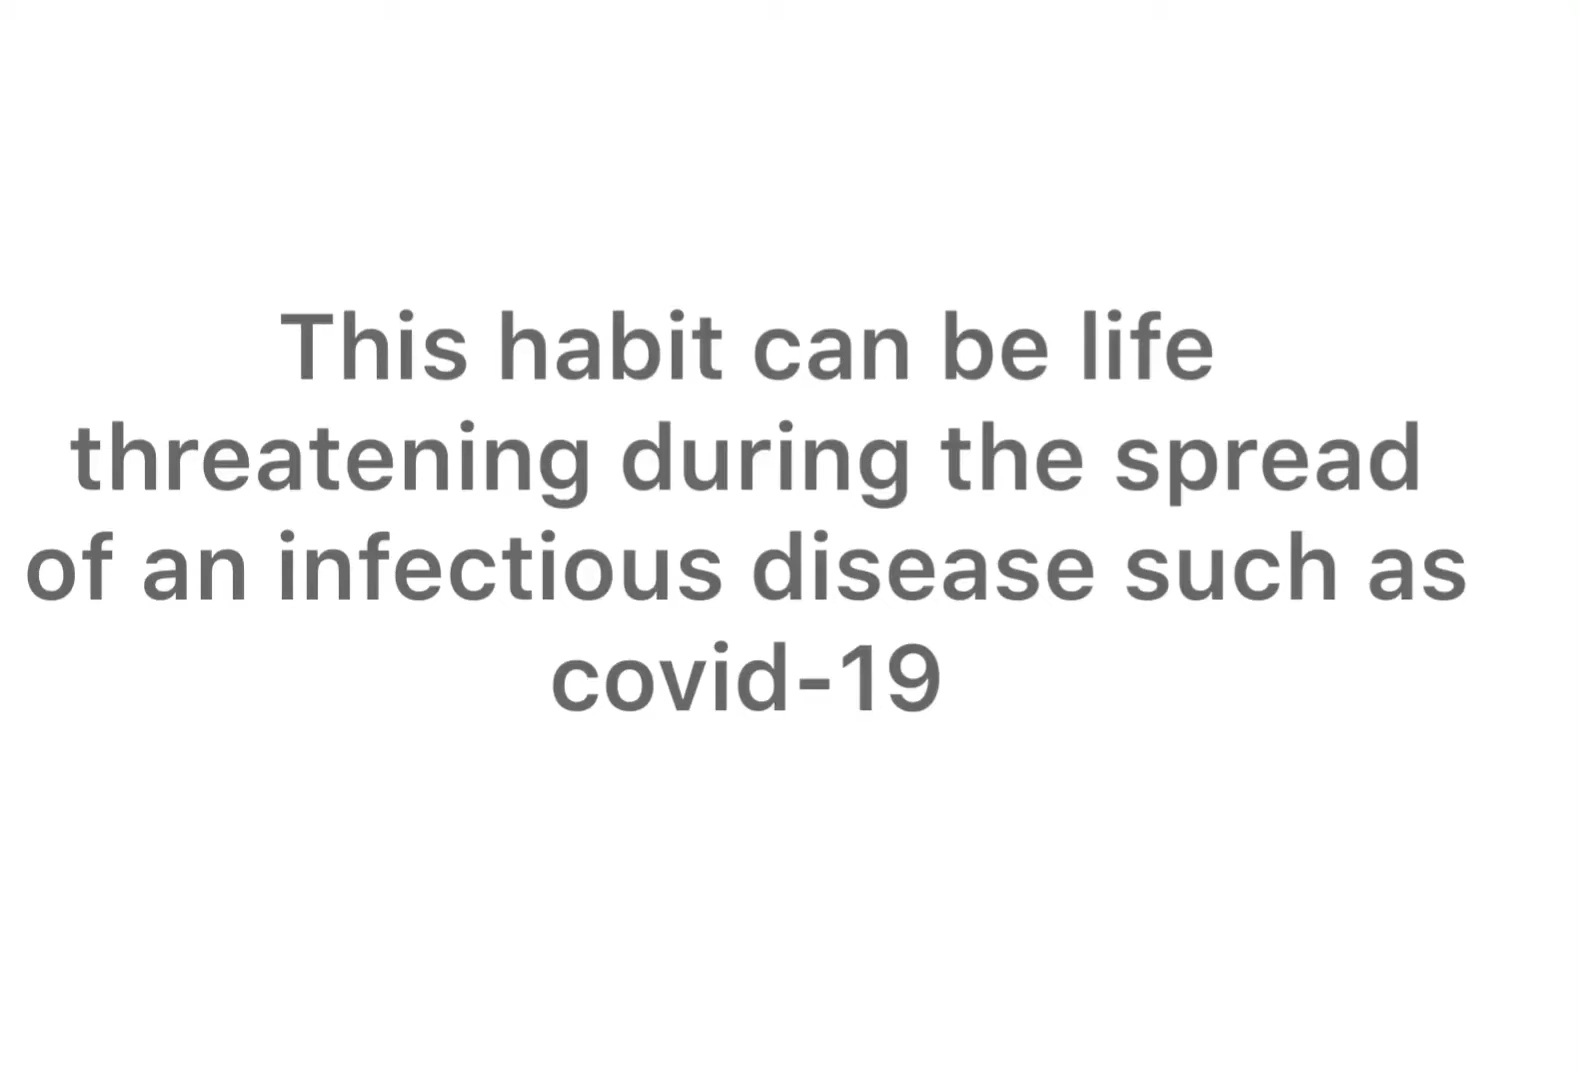 This habit can be life
threatening during the spread
of an infectious disease such as
covid-19